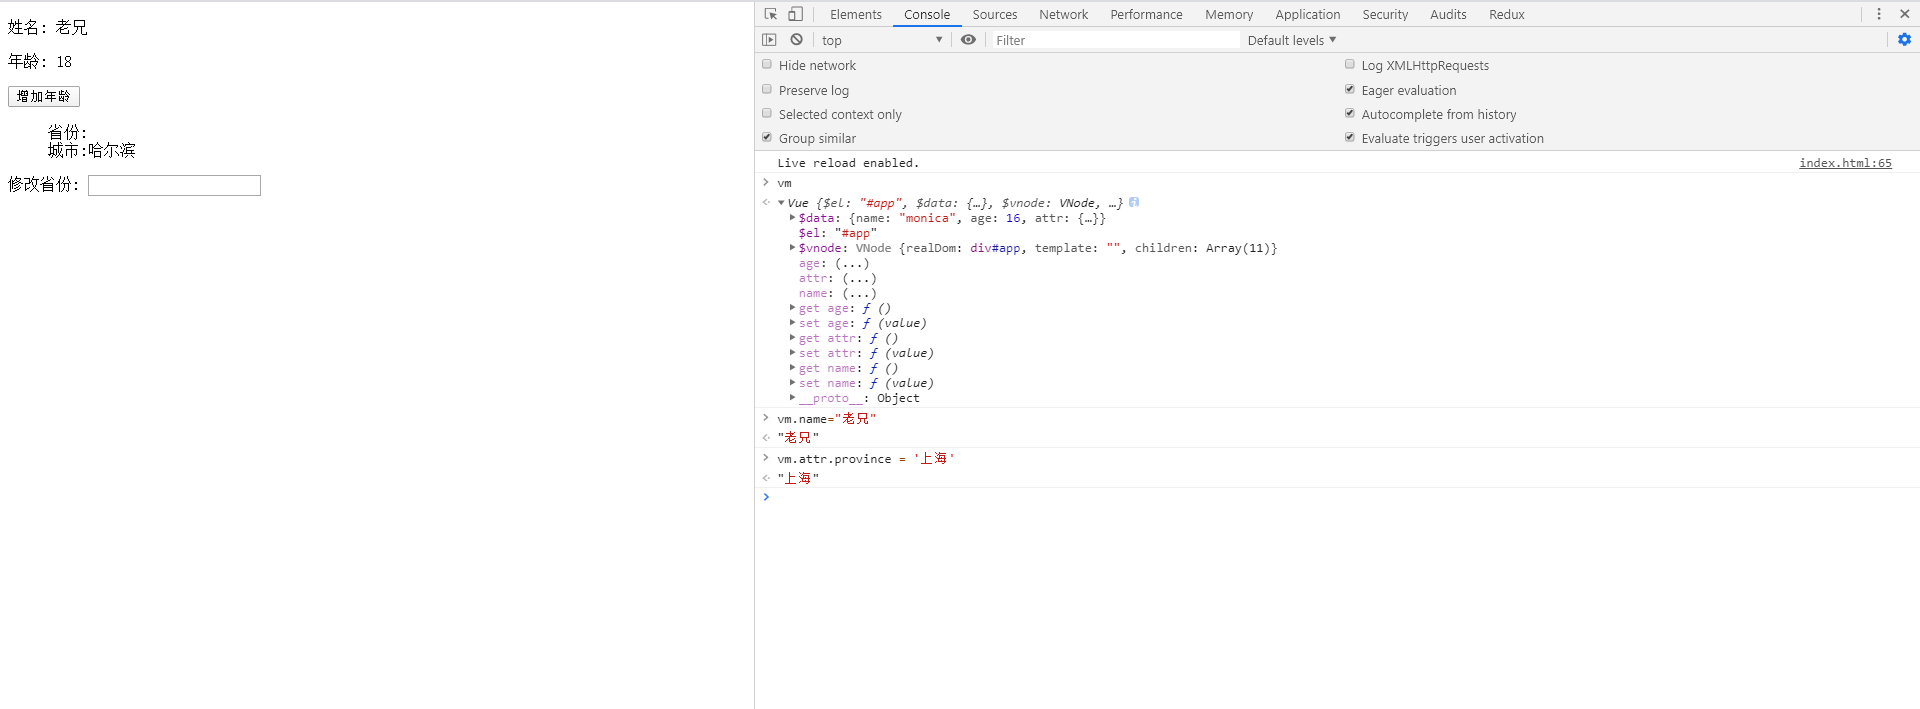 姓名: 老兄
年龄: 18
增加年龄
省份:
城市:哈尔滨
修改省份:
Elements Console Sources Network Performance Memory Application Security Audits Redux
top Filter Default levels
Hide network Log XMLHttpRequests
Preserve log Eager evaluation
Selected context only Autocomplete from history
Group similar Evaluate triggers user activation
Live reload enabled. index.html:65
vm
Vue {$el: "#app", $data: {…}, $vnode: VNode, …}
$data: {name: "monica", age: 16, attr: {…}}
$el: "#app"
$vnode: VNode {realDom: div#app, template: "", children: Array(11)}
age: (...)
attr: (...)
name: (...)
get age: ƒ ()
set age: ƒ (value)
get attr: ƒ ()
set attr: ƒ (value)
get name: ƒ ()
set name: ƒ (value)
__proto__: Object
vm.name="老兄"
"老兄"
vm.attr.province = '上海'
"上海"